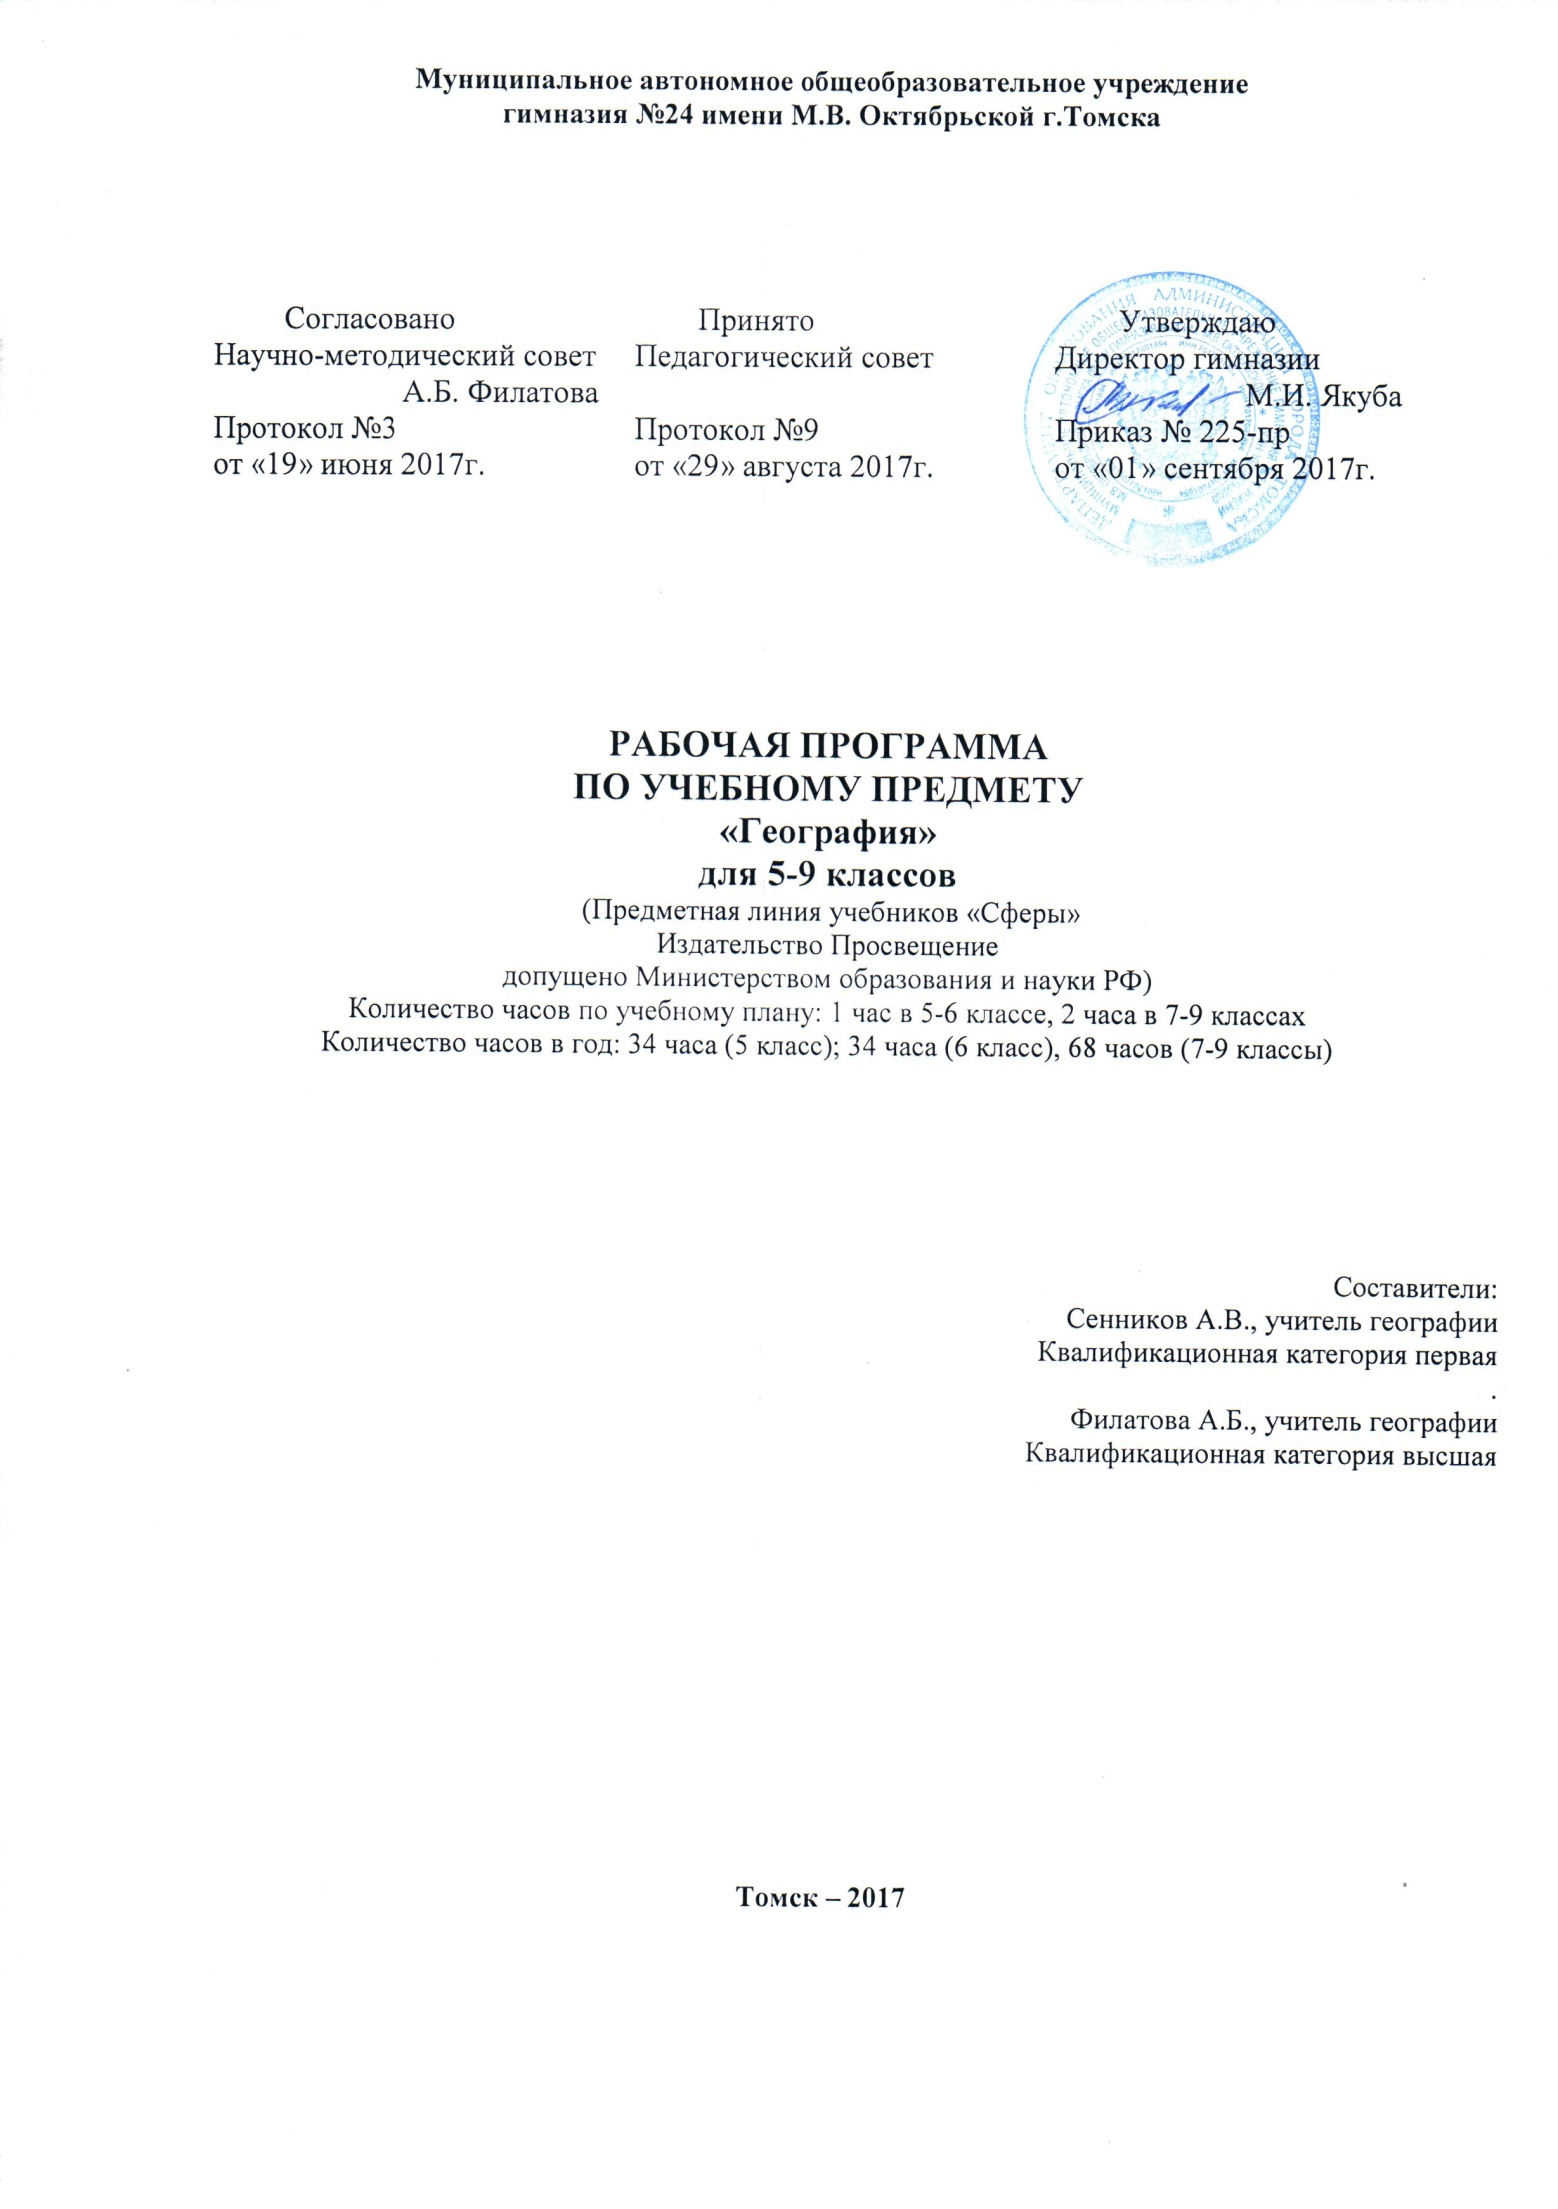 Муниципальное автономное общеобразовательное учреждение
гимназия №24 имени М.В. Октябрьской г.Томска
Согласовано
Научно-методический совет
А.Б. Филатова
Протокол №3
от «19» июня 2017г.
Принято
Педагогический совет
Протокол №9
от «29» августа 2017г.
Утверждаю
Директор гимназии
М.И. Якуба
Приказ № 225-пр
от «01» сентября 2017г.
РАБОЧАЯ ПРОГРАММА
ПО УЧЕБНОМУ ПРЕДМЕТУ
«География»
для 5-9 классов
(Предметная линия учебников «Сферы»
Издательство Просвещение
допущено Министерством образования и науки РФ)
Количество часов по учебному плану: 1 час в 5-6 классе, 2 часа в 7-9 классах
Количество часов в год: 34 часа (5 класс); 34 часа (6 класс), 68 часов (7-9 классы)
Составители:
Сенников А.В., учитель географии
Квалификационная категория первая
.
Филатова А.Б., учитель географии
Квалификационная категория высшая
Томск – 2017